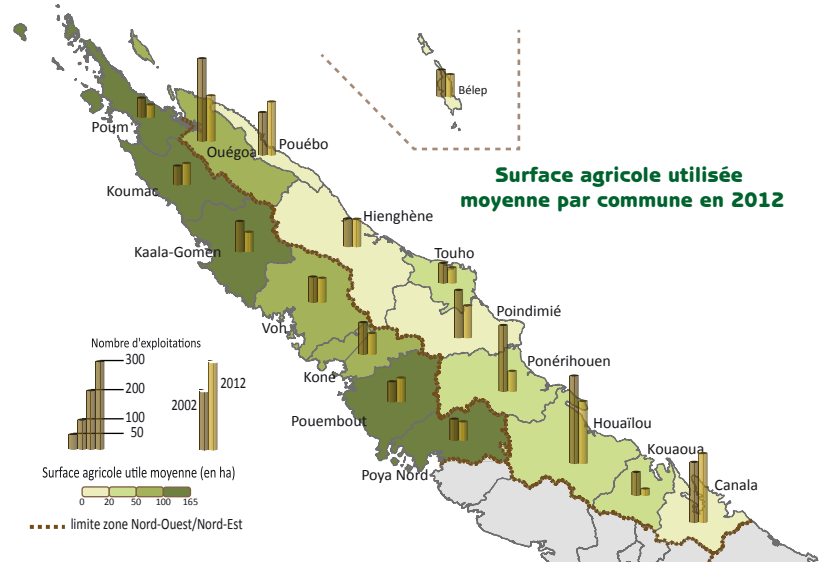 Bélep
Poum
Ouégoa
Pouébo
Surface agricole utilisée
moyenne par commune en 2012
Koumac
Hienghène
Kaala-Gomen
Touho
Poindimié
Voh
Nombre d'exploitations
300
200
100
50
2002
2012
Koné
Ponérihouen
Pouembout
Houaïlou
Kouaoua
Poya Nord
Canala
Surface agricole utile moyenne (en ha)
0 20 50 100 165
limite zone Nord-Ouest/Nord-Est